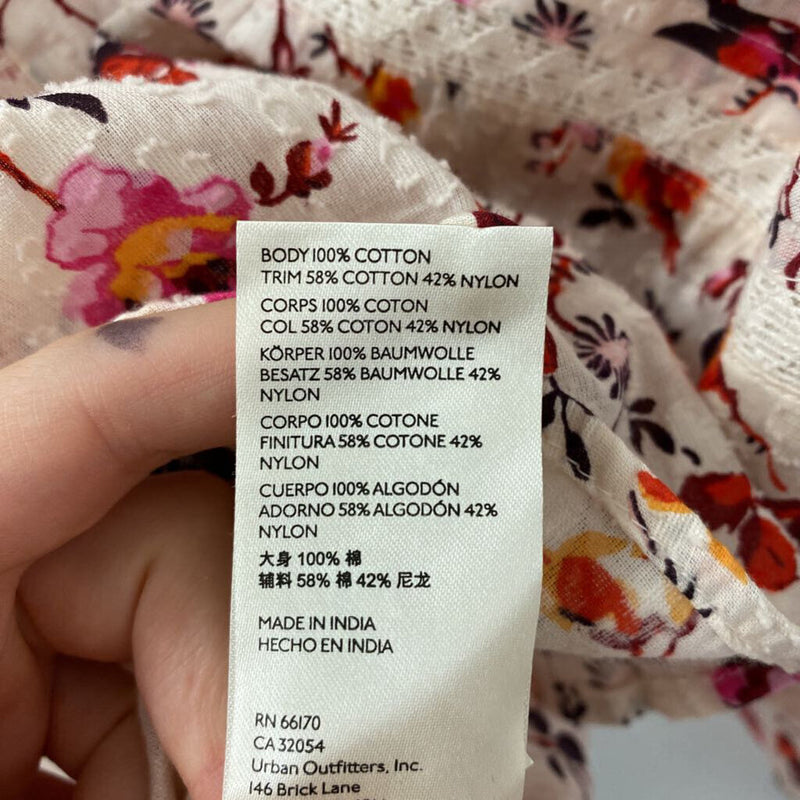 BODY 100% COTTON
TRIM 58% COTTON 42% NYLON
CORPS 100% COTON
COL 58% COTON 42% NYLON
KÖRPER 100% BAUMWOLLE
BESATZ 58% BAUMWOLLE 42%
NYLON
CORPO 100% COTONE
FINITURA 58% COTONE 42%
NYLON
CUERPO 100% ALGODÓN
ADORNO 58% ALGODÓN 42%
NYLON
大身 100% 棉
辅料 58% 棉 42% 尼龙
MADE IN INDIA
HECHO EN INDIA
RN 66170
CA 32054
Urban Outfitters, Inc.
146 Brick Lane